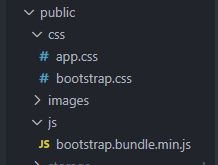 public
css
# app.css
# bootstrap.css
images
js
JS bootstrap.bundle.min.js